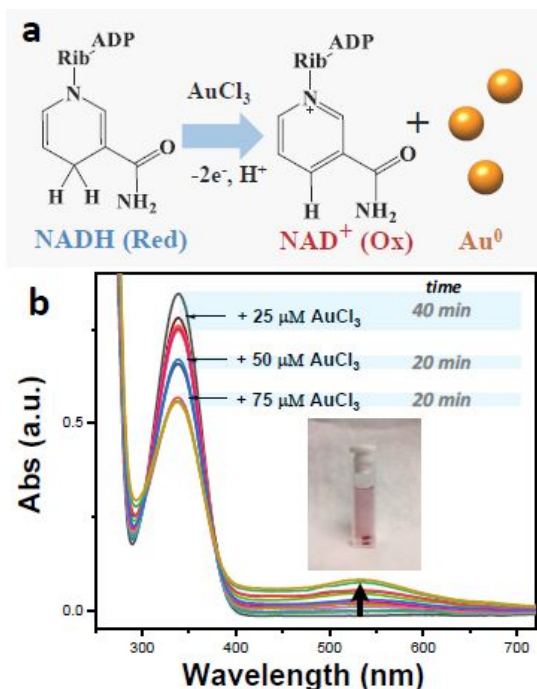 a
Rib ADP
N
O
H H NH₂
NADH (Red)
AuCl₃
-2e⁻, H⁺
Rib ADP
N
+
O
H NH₂
NAD⁺ (Ox)
+
Au⁰
b
time
+ 25 μM AuCl₃ 40 min
+ 50 μM AuCl₃ 20 min
+ 75 μM AuCl₃ 20 min
Abs (a.u.)
0.5
0.0
300 400 500 600 700
Wavelength (nm)